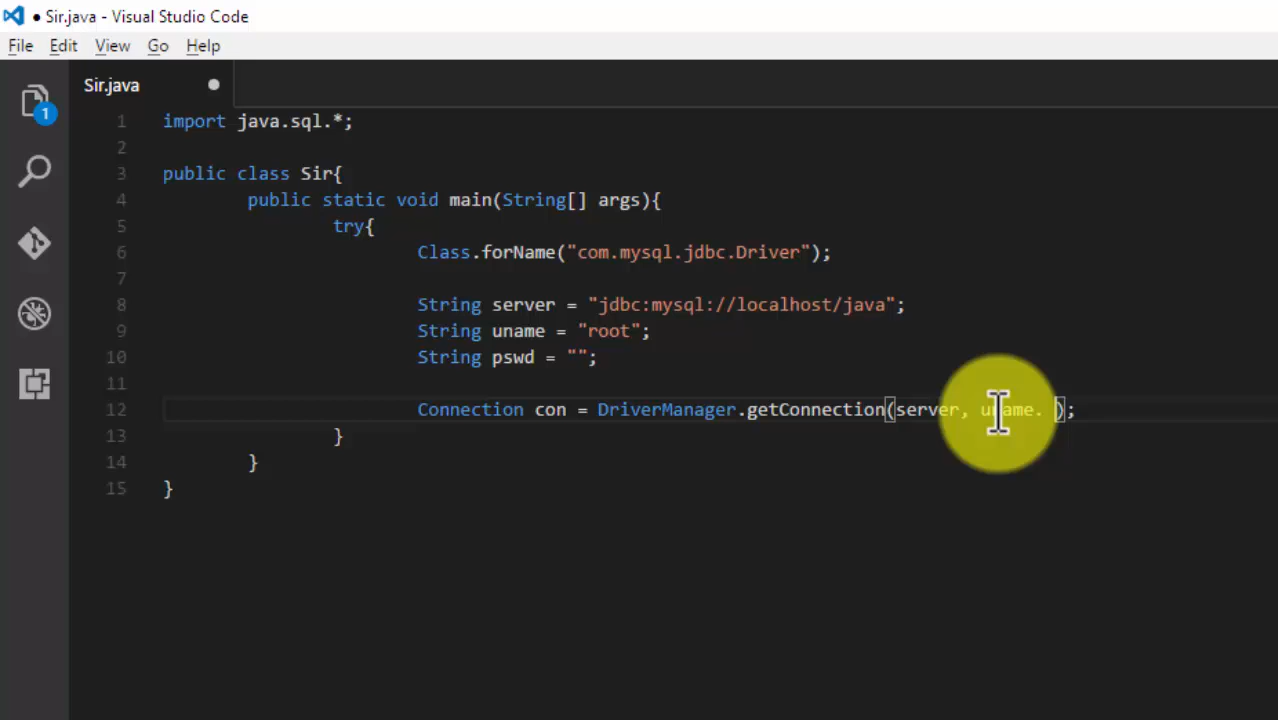 ● Sir.java - Visual Studio Code
File Edit View Go Help
Sir.java ●
1
1 import java.sql.*;
2
3 public class Sir{
4 public static void main(String[] args){
5 try{
6 Class.forName("com.mysql.jdbc.Driver");
7
8 String server = "jdbc:mysql://localhost/java";
9 String uname = "root";
10 String pswd = "";
11
12 Connection con = DriverManager.getConnection(server, uname. );
13 }
14 }
15 }